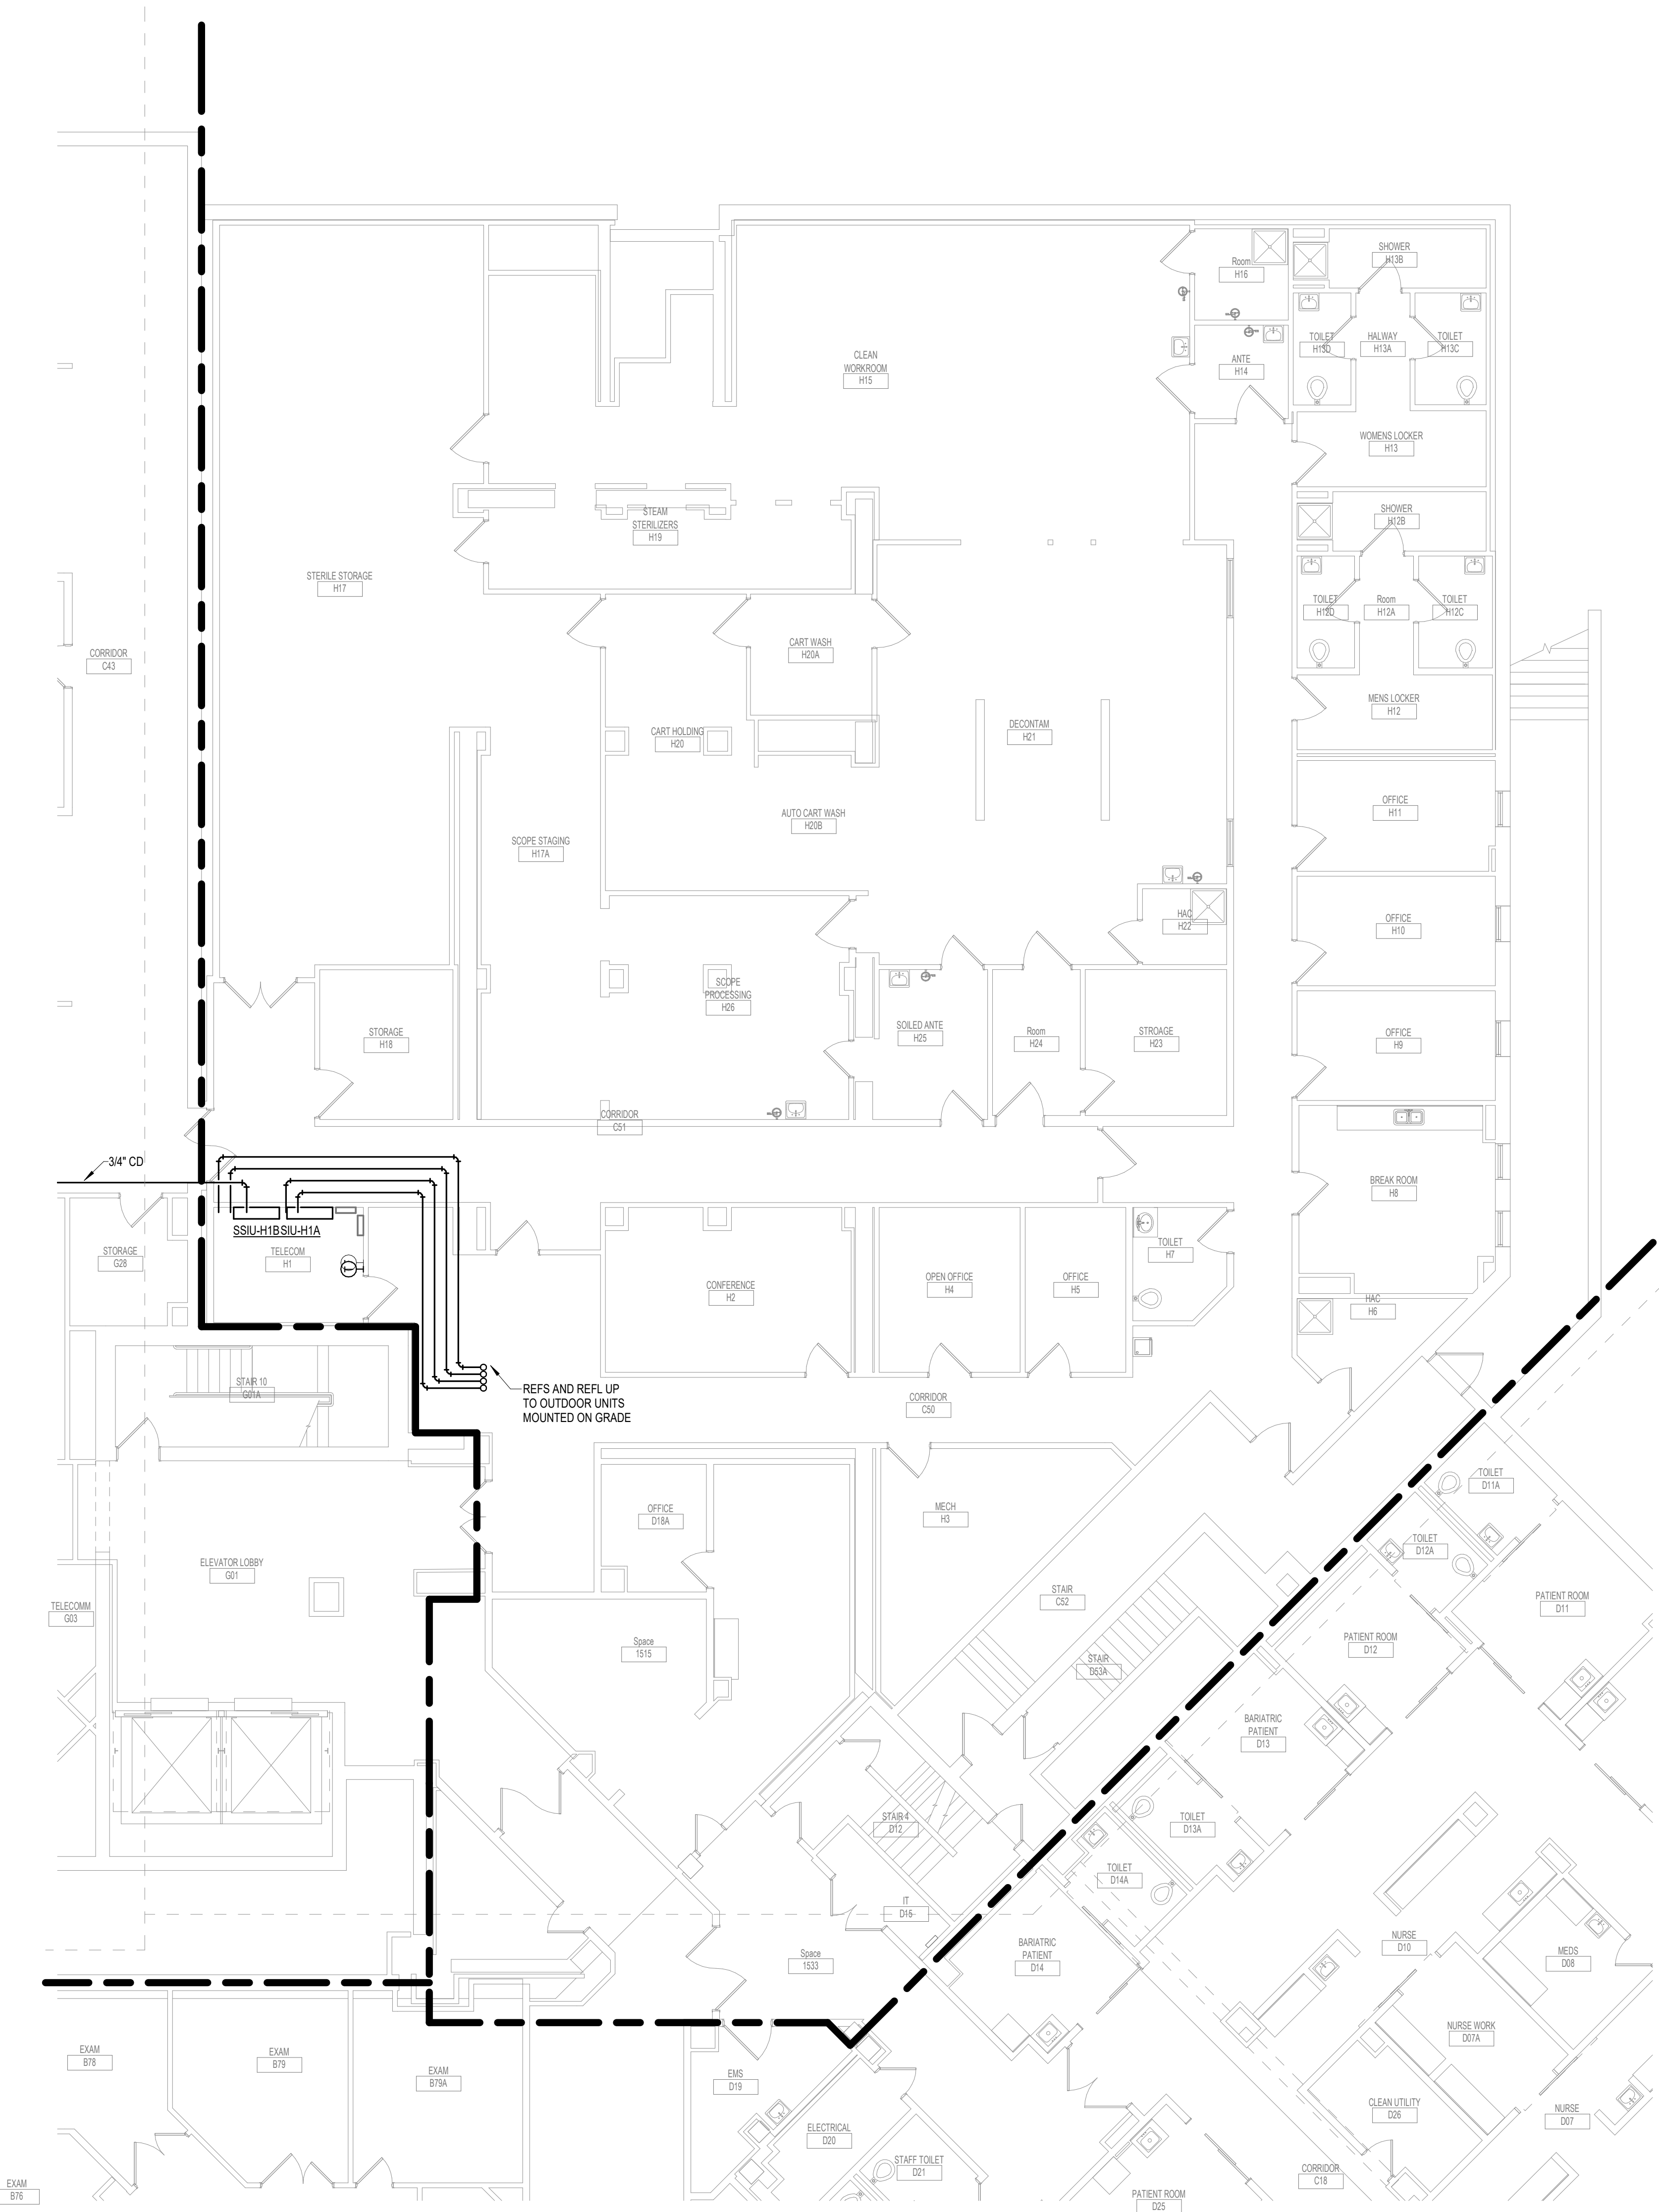 SHOWER
H13B
Room
H16
TOILET
H13D
HALWAY
H13A
TOILET
H13C
ANTE
H14
CLEAN
WORKROOM
H15
WOMENS LOCKER
H13
STEAM
STERILIZERS
H19
SHOWER
H12B
STERILE STORAGE
H17
TOILET
H12D
Room
H12A
TOILET
H12C
CART WASH
H20A
CORRIDOR
C43
MENS LOCKER
H12
CART HOLDING
H20
DECONTAM
H21
OFFICE
H11
AUTO CART WASH
H20B
SCOPE STAGING
H17A
HAC
H22
OFFICE
H10
SCOPE
PROCESSING
H26
STORAGE
H18
SOILED ANTE
H25
Room
H24
STROAGE
H23
OFFICE
H9
CORRIDOR
C51
3/4" CD
BREAK ROOM
H8
SSIU-H1B
SIU-H1A
STORAGE
G28
TELECOM
H1
TOILET
H7
CONFERENCE
H2
OPEN OFFICE
H4
OFFICE
H5
HAC
H6
STAIR 10
G01A
REFS AND REFL UP
TO OUTDOOR UNITS
MOUNTED ON GRADE
CORRIDOR
C50
TOILET
D11A
OFFICE
D18A
MECH
H3
TOILET
D12A
ELEVATOR LOBBY
G01
STAIR
C52
PATIENT ROOM
D11
TELECOMM
G03
Space
1515
PATIENT ROOM
D12
STAIR
D53A
BARIATRIC
PATIENT
D13
STAIR 4
D12
TOILET
D13A
TOILET
D14A
IT
D15
NURSE
D10
BARIATRIC
PATIENT
D14
Space
1533
MEDS
D08
NURSE WORK
D07A
EXAM
B78
EXAM
B79
EXAM
B79A
EMS
D19
CLEAN UTILITY
D26
NURSE
D07
ELECTRICAL
D20
STAFF TOILET
D21
CORRIDOR
C18
EXAM
B76
PATIENT ROOM
D25